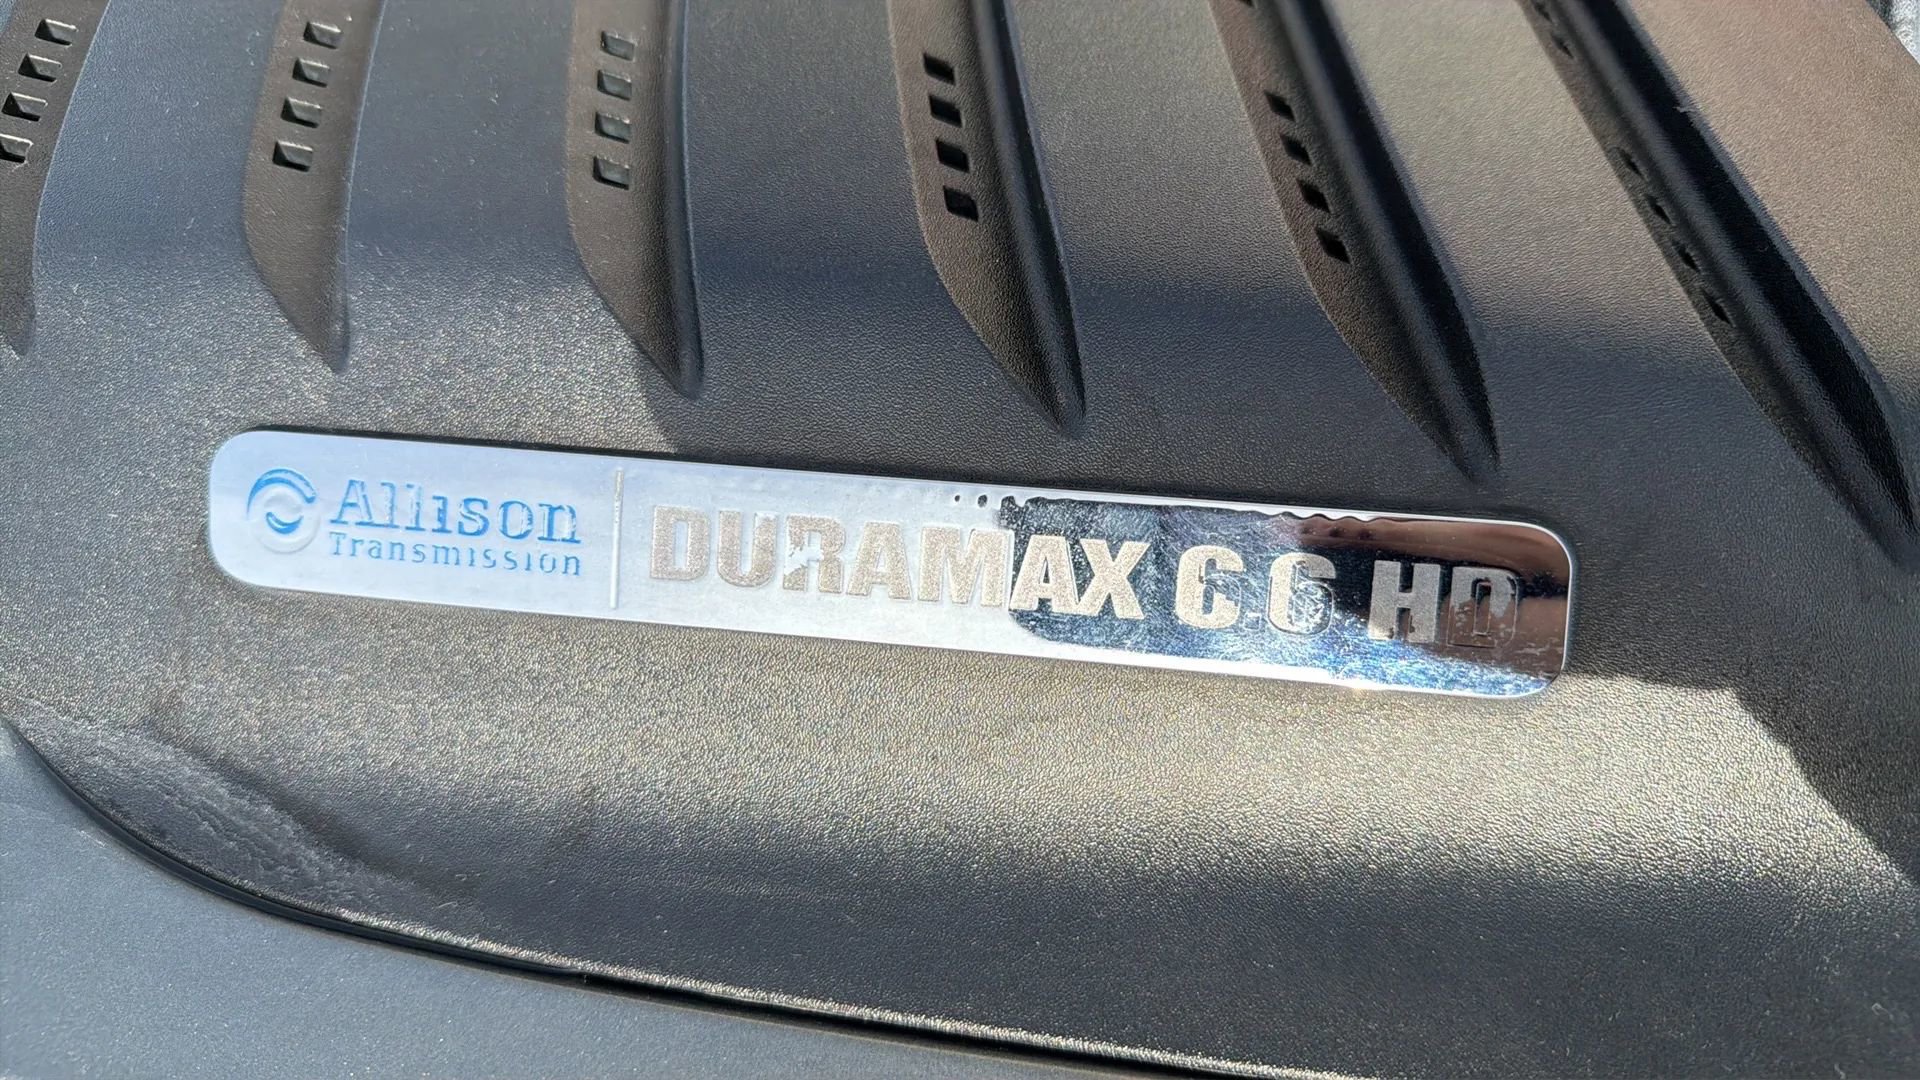 Allison
Transmission
DURAMAX 6.6 HD